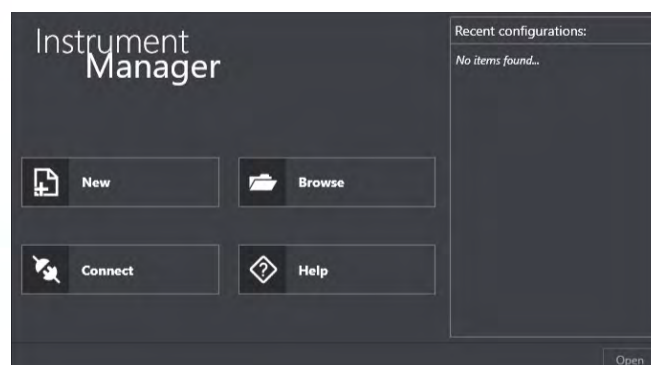 Instrument
Manager
Recent configurations:
No items found...
New
Browse
Connect
Help
Open